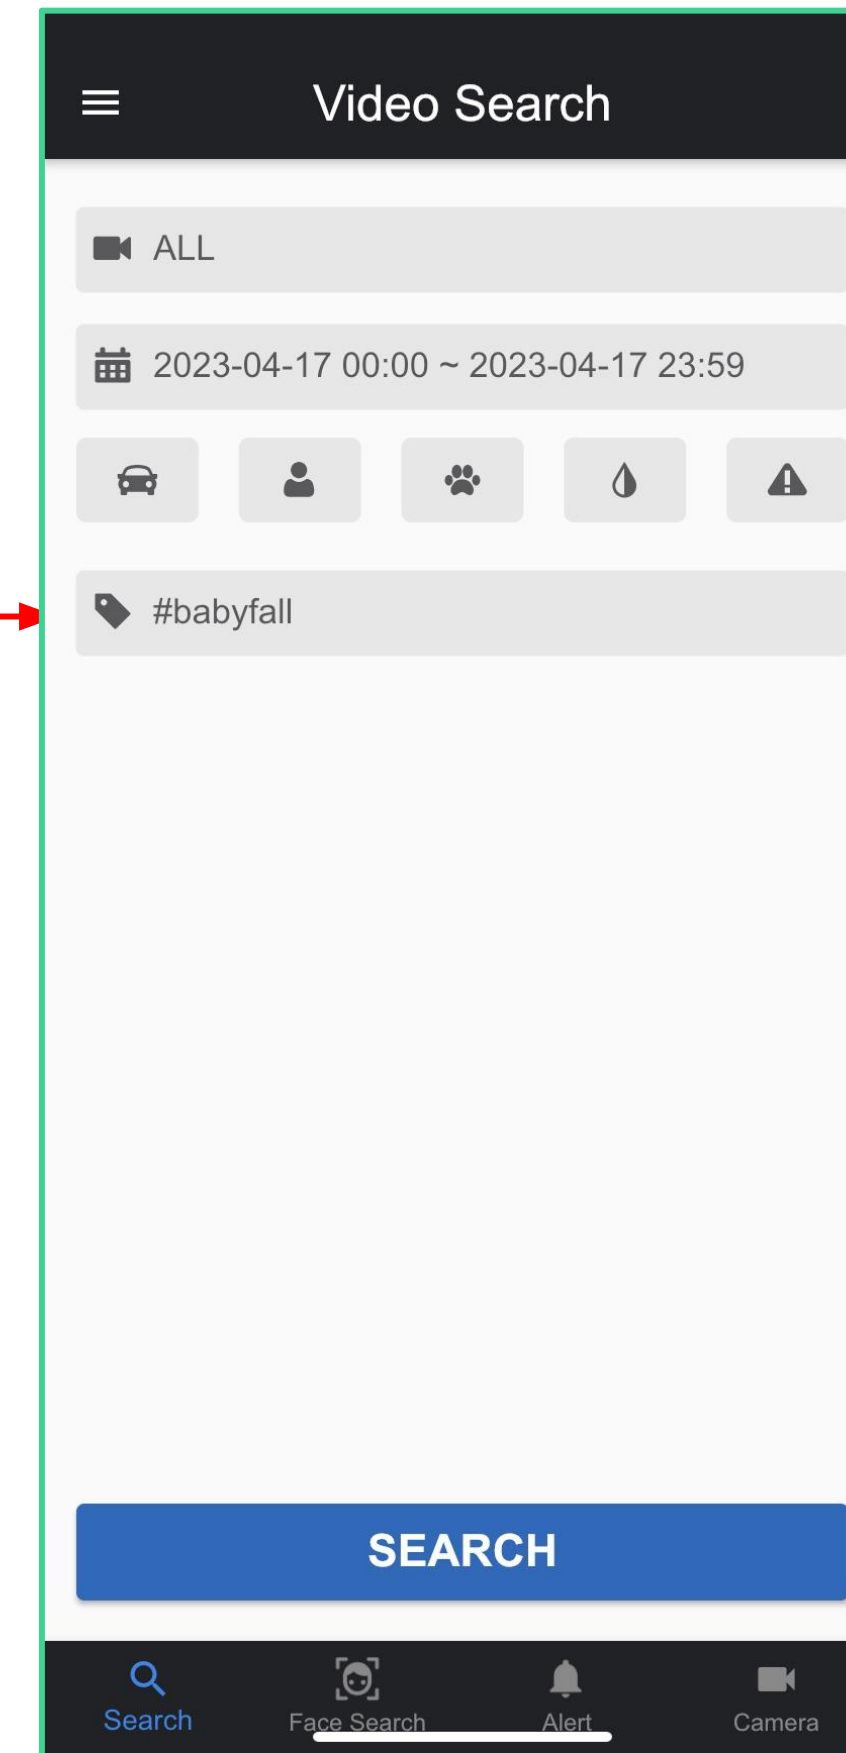 Video Search
ALL
2023-04-17 00:00 ~ 2023-04-17 23:59
#babyfall
SEARCH
Search Face Search Alert Camera